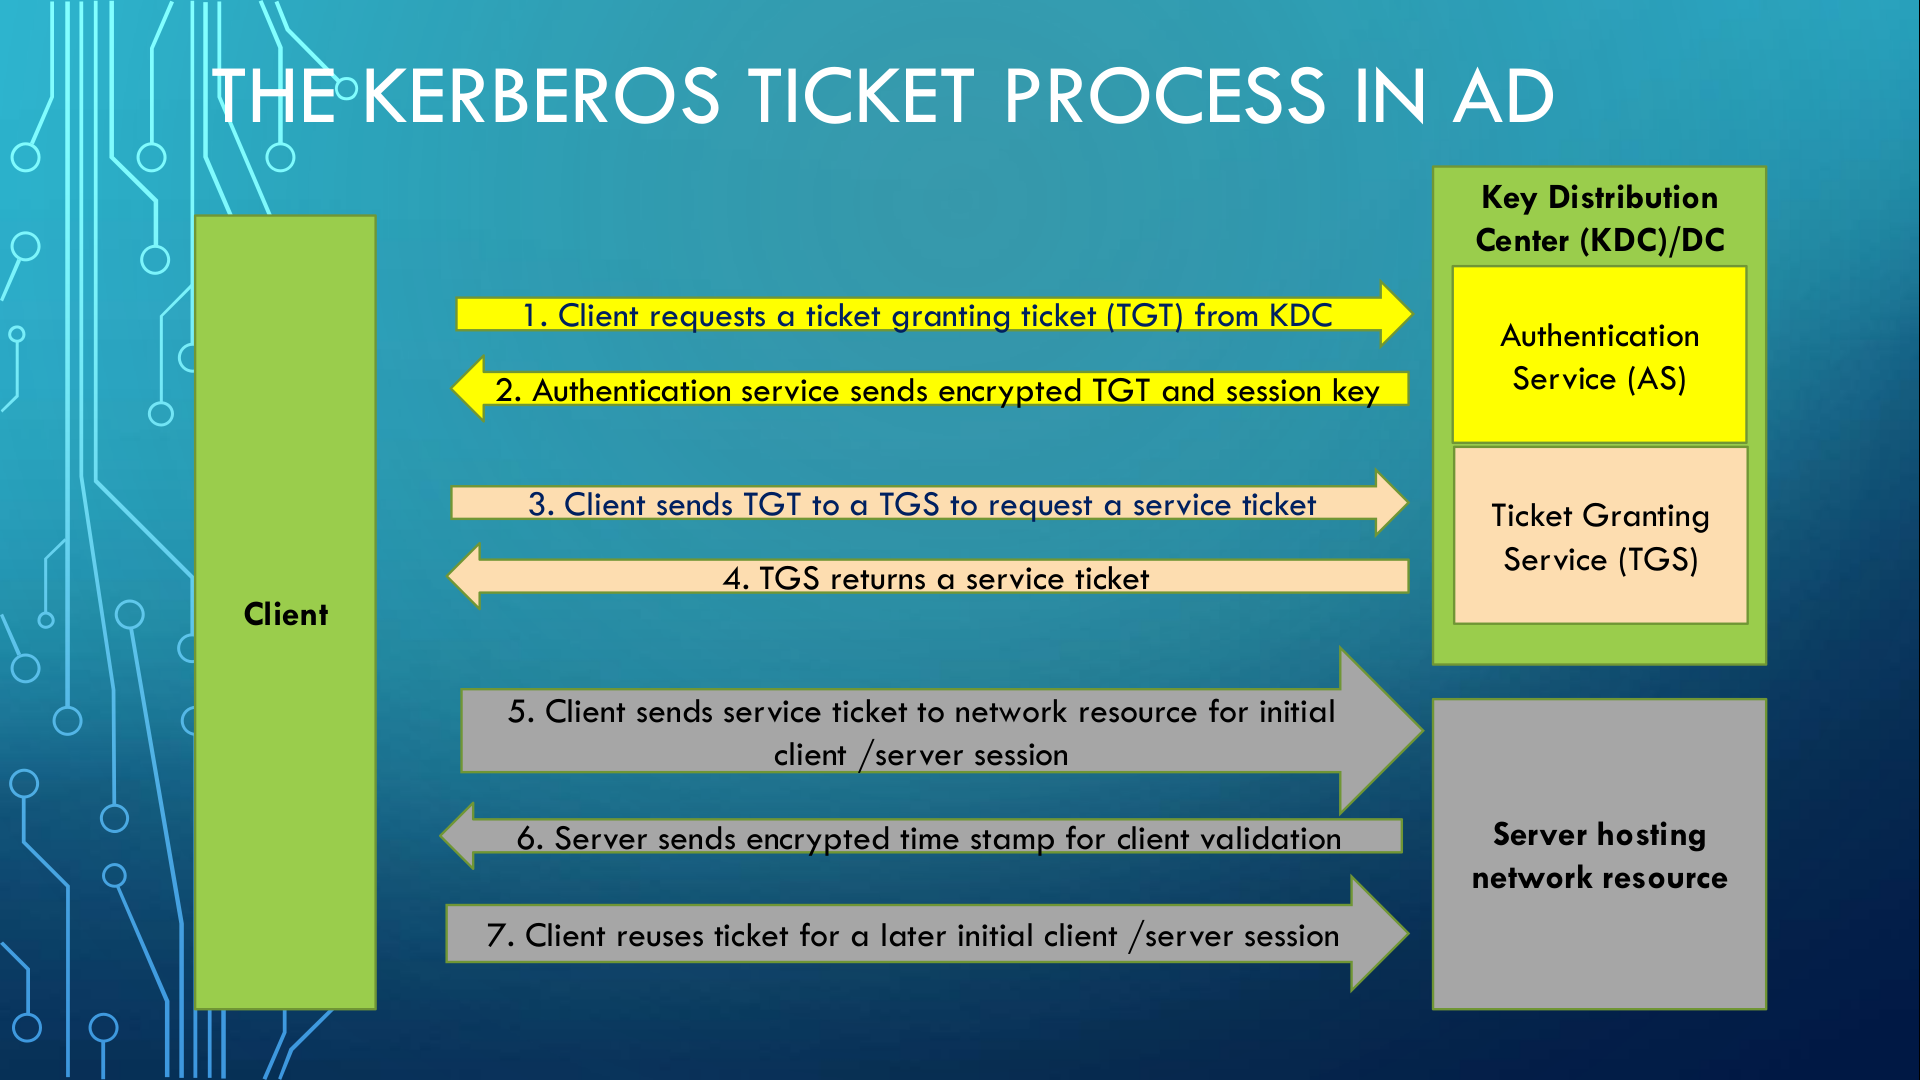 THE KERBEROS TICKET PROCESS IN AD
Key Distribution
Center (KDC)/DC
1. Client requests a ticket granting ticket (TGT) from KDC
Authentication
Service (AS)
2. Authentication service sends encrypted TGT and session key
3. Client sends TGT to a TGS to request a service ticket
Ticket Granting
Service (TGS)
4. TGS returns a service ticket
Client
5. Client sends service ticket to network resource for initial
client /server session
6. Server sends encrypted time stamp for client validation
Server hosting
network resource
7. Client reuses ticket for a later initial client /server session